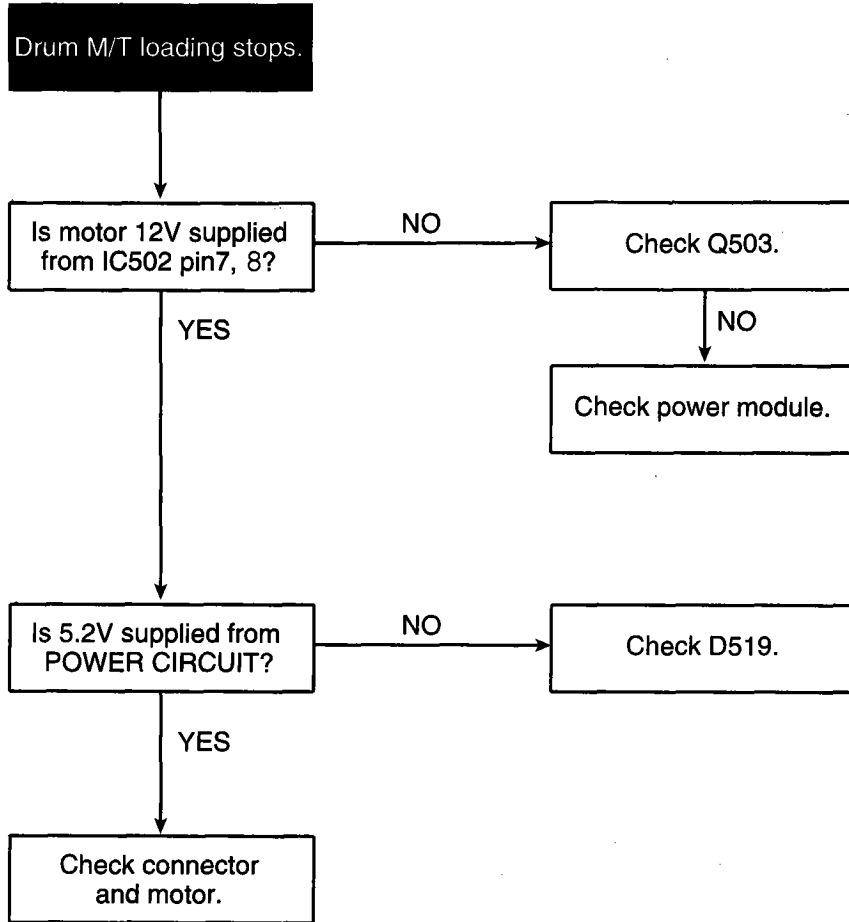 Drum M/T loading stops.
Is motor 12V supplied
from IC502 pin7, 8?
NO
Check Q503.
YES
NO
Check power module.
Is 5.2V supplied from
POWER CIRCUIT?
NO
Check D519.
YES
Check connector
and motor.